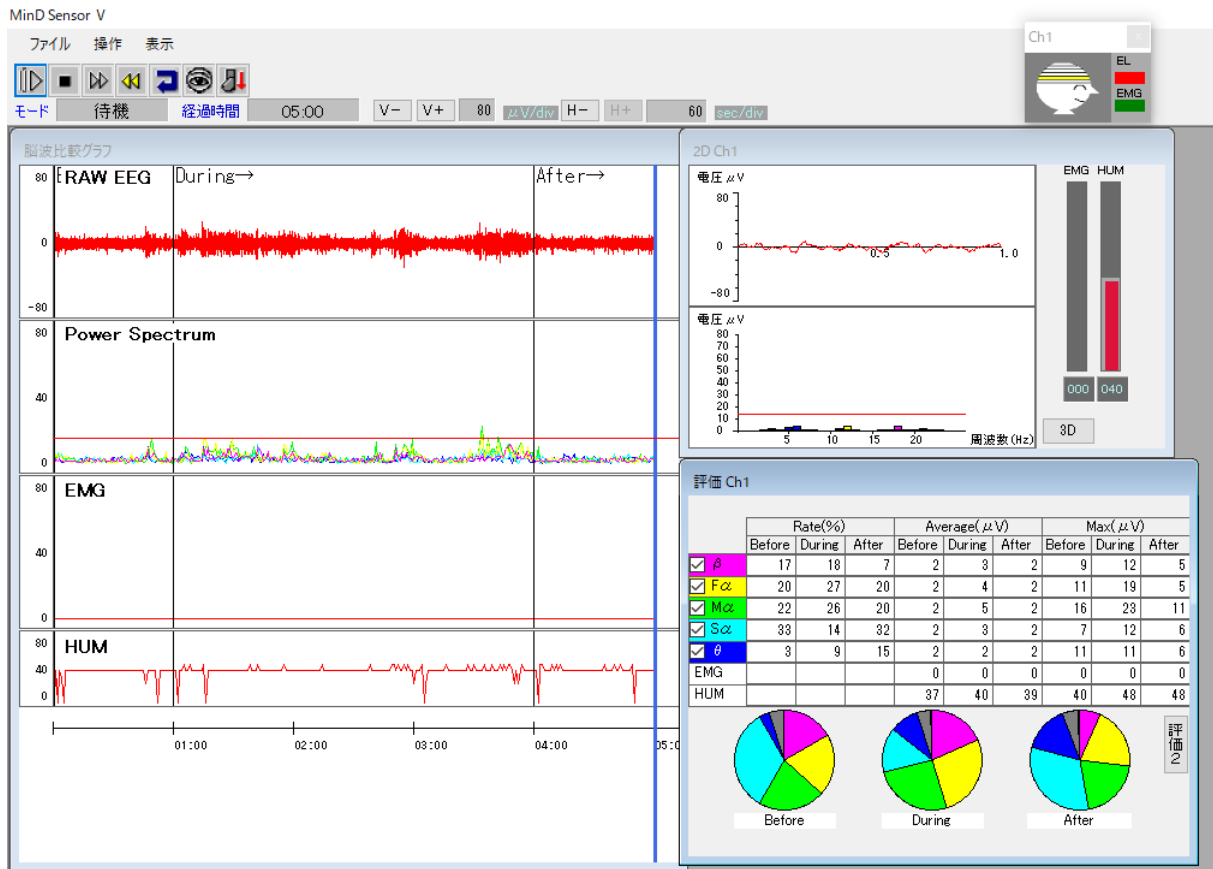 MinD Sensor V
ファイル 操作 表示
モード 待機 経過時間 05:00 V- V+ 80 μV/div H- H+ 60 sec/div
Ch1
EL
EMG
脳波比較グラフ
80 RAW EEG During→ After→
0
-80
80 Power Spectrum
40
0
80 EMG
40
0
80 HUM
40
0
01:00 02:00 03:00 04:00
2D Ch1
電圧 μV
80
0
-80
0.5 1.0
電圧 μV
80
70
60
50
40
30
20
10
0
5 10 15 20 周波数(Hz)
EMG HUM
000 040
3D
評価 Ch1
Rate(%) Average(μV) Max(μV)
Before During After Before During After Before During After
β 17 18 7 2 3 2 9 12 5
Fα 20 27 20 2 4 2 11 19 5
Mα 22 26 20 2 5 2 16 23 11
Sα 33 14 32 2 3 2 7 12 6
θ 3 9 15 2 2 2 11 11 6
EMG 0 0 0 0 0 0
HUM 37 40 39 40 48 48
Before During After
評価2